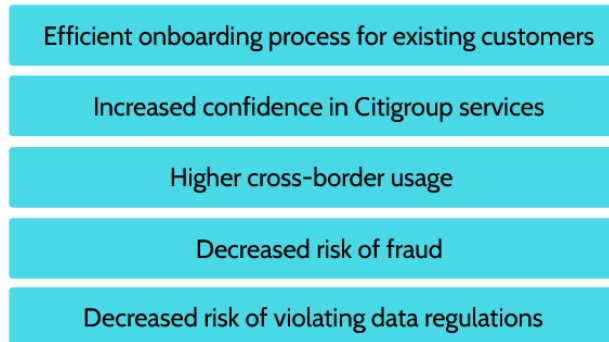 Efficient onboarding process for existing customers
Increased confidence in Citigroup services
Higher cross-border usage
Decreased risk of fraud
Decreased risk of violating data regulations